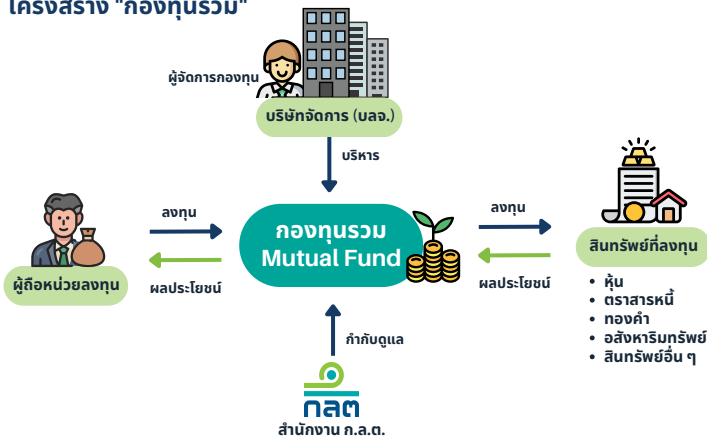 โครงสร้าง "กองทุนรวม"
ผู้จัดการกองทุน
บริษัทจัดการ (บลจ.)
บริหาร
ลงทุน
ผลประโยชน์
ผู้ถือหน่วยลงทุน
กองทุนรวม
Mutual Fund
ลงทุน
ผลประโยชน์
สินทรัพย์ที่ลงทุน
• หุ้น
• ตราสารหนี้
• ทองคำ
• อสังหาริมทรัพย์
• สินทรัพย์อื่น ๆ
กำกับดูแล
กลต
สำนักงาน ก.ล.ต.